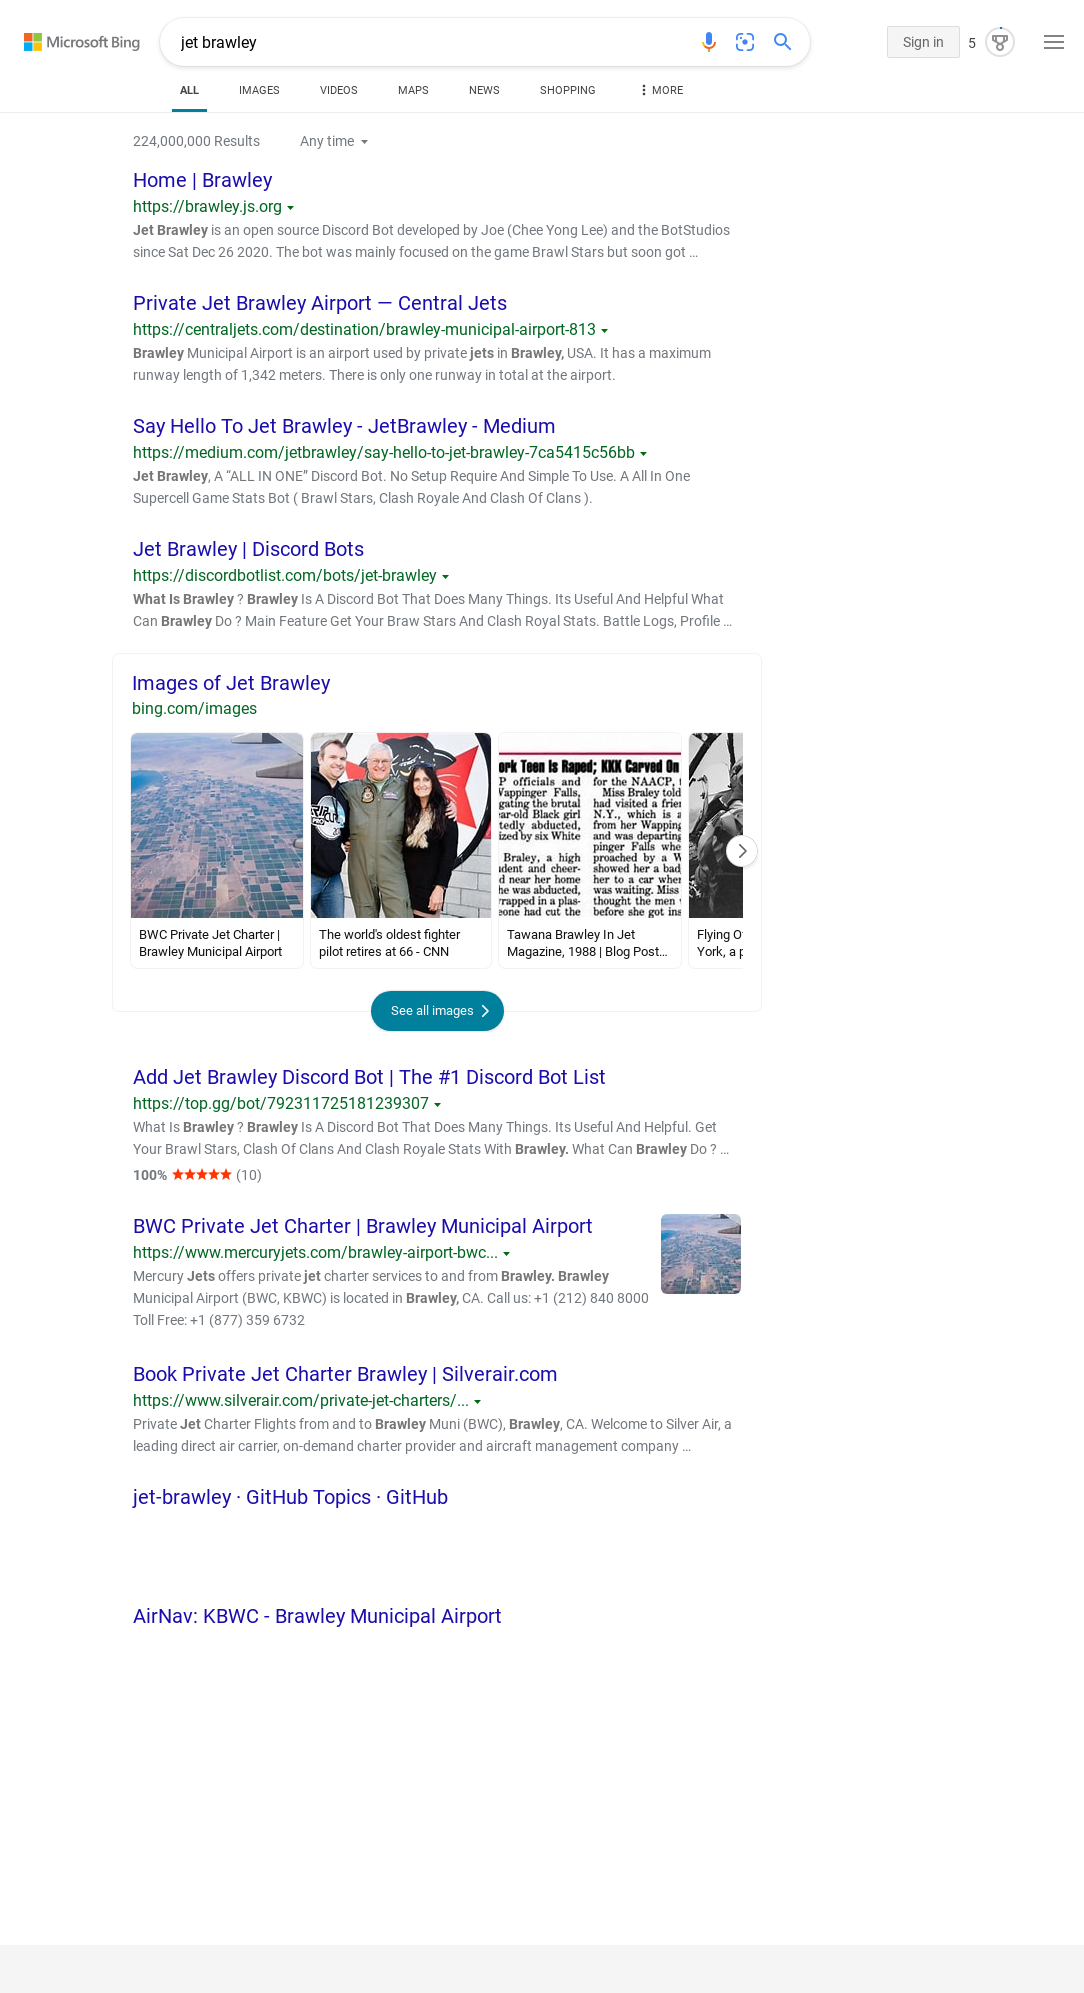 Microsoft Bing
jet brawley
Sign in
5
ALL
IMAGES
VIDEOS
MAPS
NEWS
SHOPPING
MORE
224,000,000 Results
Any time
Home | Brawley
https://brawley.js.org
Jet Brawley is an open source Discord Bot developed by Joe (Chee Yong Lee) and the BotStudios
since Sat Dec 26 2020. The bot was mainly focused on the game Brawl Stars but soon got …
Private Jet Brawley Airport — Central Jets
https://centraljets.com/destination/brawley-municipal-airport-813
Brawley Municipal Airport is an airport used by private jets in Brawley, USA. It has a maximum
runway length of 1,342 meters. There is only one runway in total at the airport.
Say Hello To Jet Brawley - JetBrawley - Medium
https://medium.com/jetbrawley/say-hello-to-jet-brawley-7ca5415c56bb
Jet Brawley, A “ALL IN ONE” Discord Bot. No Setup Require And Simple To Use. A All In One
Supercell Game Stats Bot ( Brawl Stars, Clash Royale And Clash Of Clans ).
Jet Brawley | Discord Bots
https://discordbotlist.com/bots/jet-brawley
What Is Brawley ? Brawley Is A Discord Bot That Does Many Things. Its Useful And Helpful What
Can Brawley Do ? Main Feature Get Your Braw Stars And Clash Royal Stats. Battle Logs, Profile …
Images of Jet Brawley
bing.com/images
ork Teen Is Raped; KKK Carved On
P officials and
Wappinger Falls,
gating the brutal
ear-old Black girl
tedly abducted,
ized by six White
Braley, a high
udent and cheer-
d near her home
he was abducted,
wrapped in a plas-
eone had cut the
for the NAACP,
Miss Braley told
had visited a frie
N.Y., which is a
from her Wapping
and was departing
pinger Falls whe
proached by a W
showed her a bad
her to a car whe
was waiting. Miss
thought the men
before she got ins
BWC Private Jet Charter |
Brawley Municipal Airport
The world's oldest fighter
pilot retires at 66 - CNN
Tawana Brawley In Jet
Magazine, 1988 | Blog Post…
Flying O
York, a p
See all images
Add Jet Brawley Discord Bot | The #1 Discord Bot List
https://top.gg/bot/792311725181239307
What Is Brawley ? Brawley Is A Discord Bot That Does Many Things. Its Useful And Helpful. Get
Your Brawl Stars, Clash Of Clans And Clash Royale Stats With Brawley. What Can Brawley Do ? …
100% ★★★★★ (10)
BWC Private Jet Charter | Brawley Municipal Airport
https://www.mercuryjets.com/brawley-airport-bwc...
Mercury Jets offers private jet charter services to and from Brawley. Brawley
Municipal Airport (BWC, KBWC) is located in Brawley, CA. Call us: +1 (212) 840 8000
Toll Free: +1 (877) 359 6732
Book Private Jet Charter Brawley | Silverair.com
https://www.silverair.com/private-jet-charters/...
Private Jet Charter Flights from and to Brawley Muni (BWC), Brawley, CA. Welcome to Silver Air, a
leading direct air carrier, on-demand charter provider and aircraft management company …
jet-brawley · GitHub Topics · GitHub
AirNav: KBWC - Brawley Municipal Airport